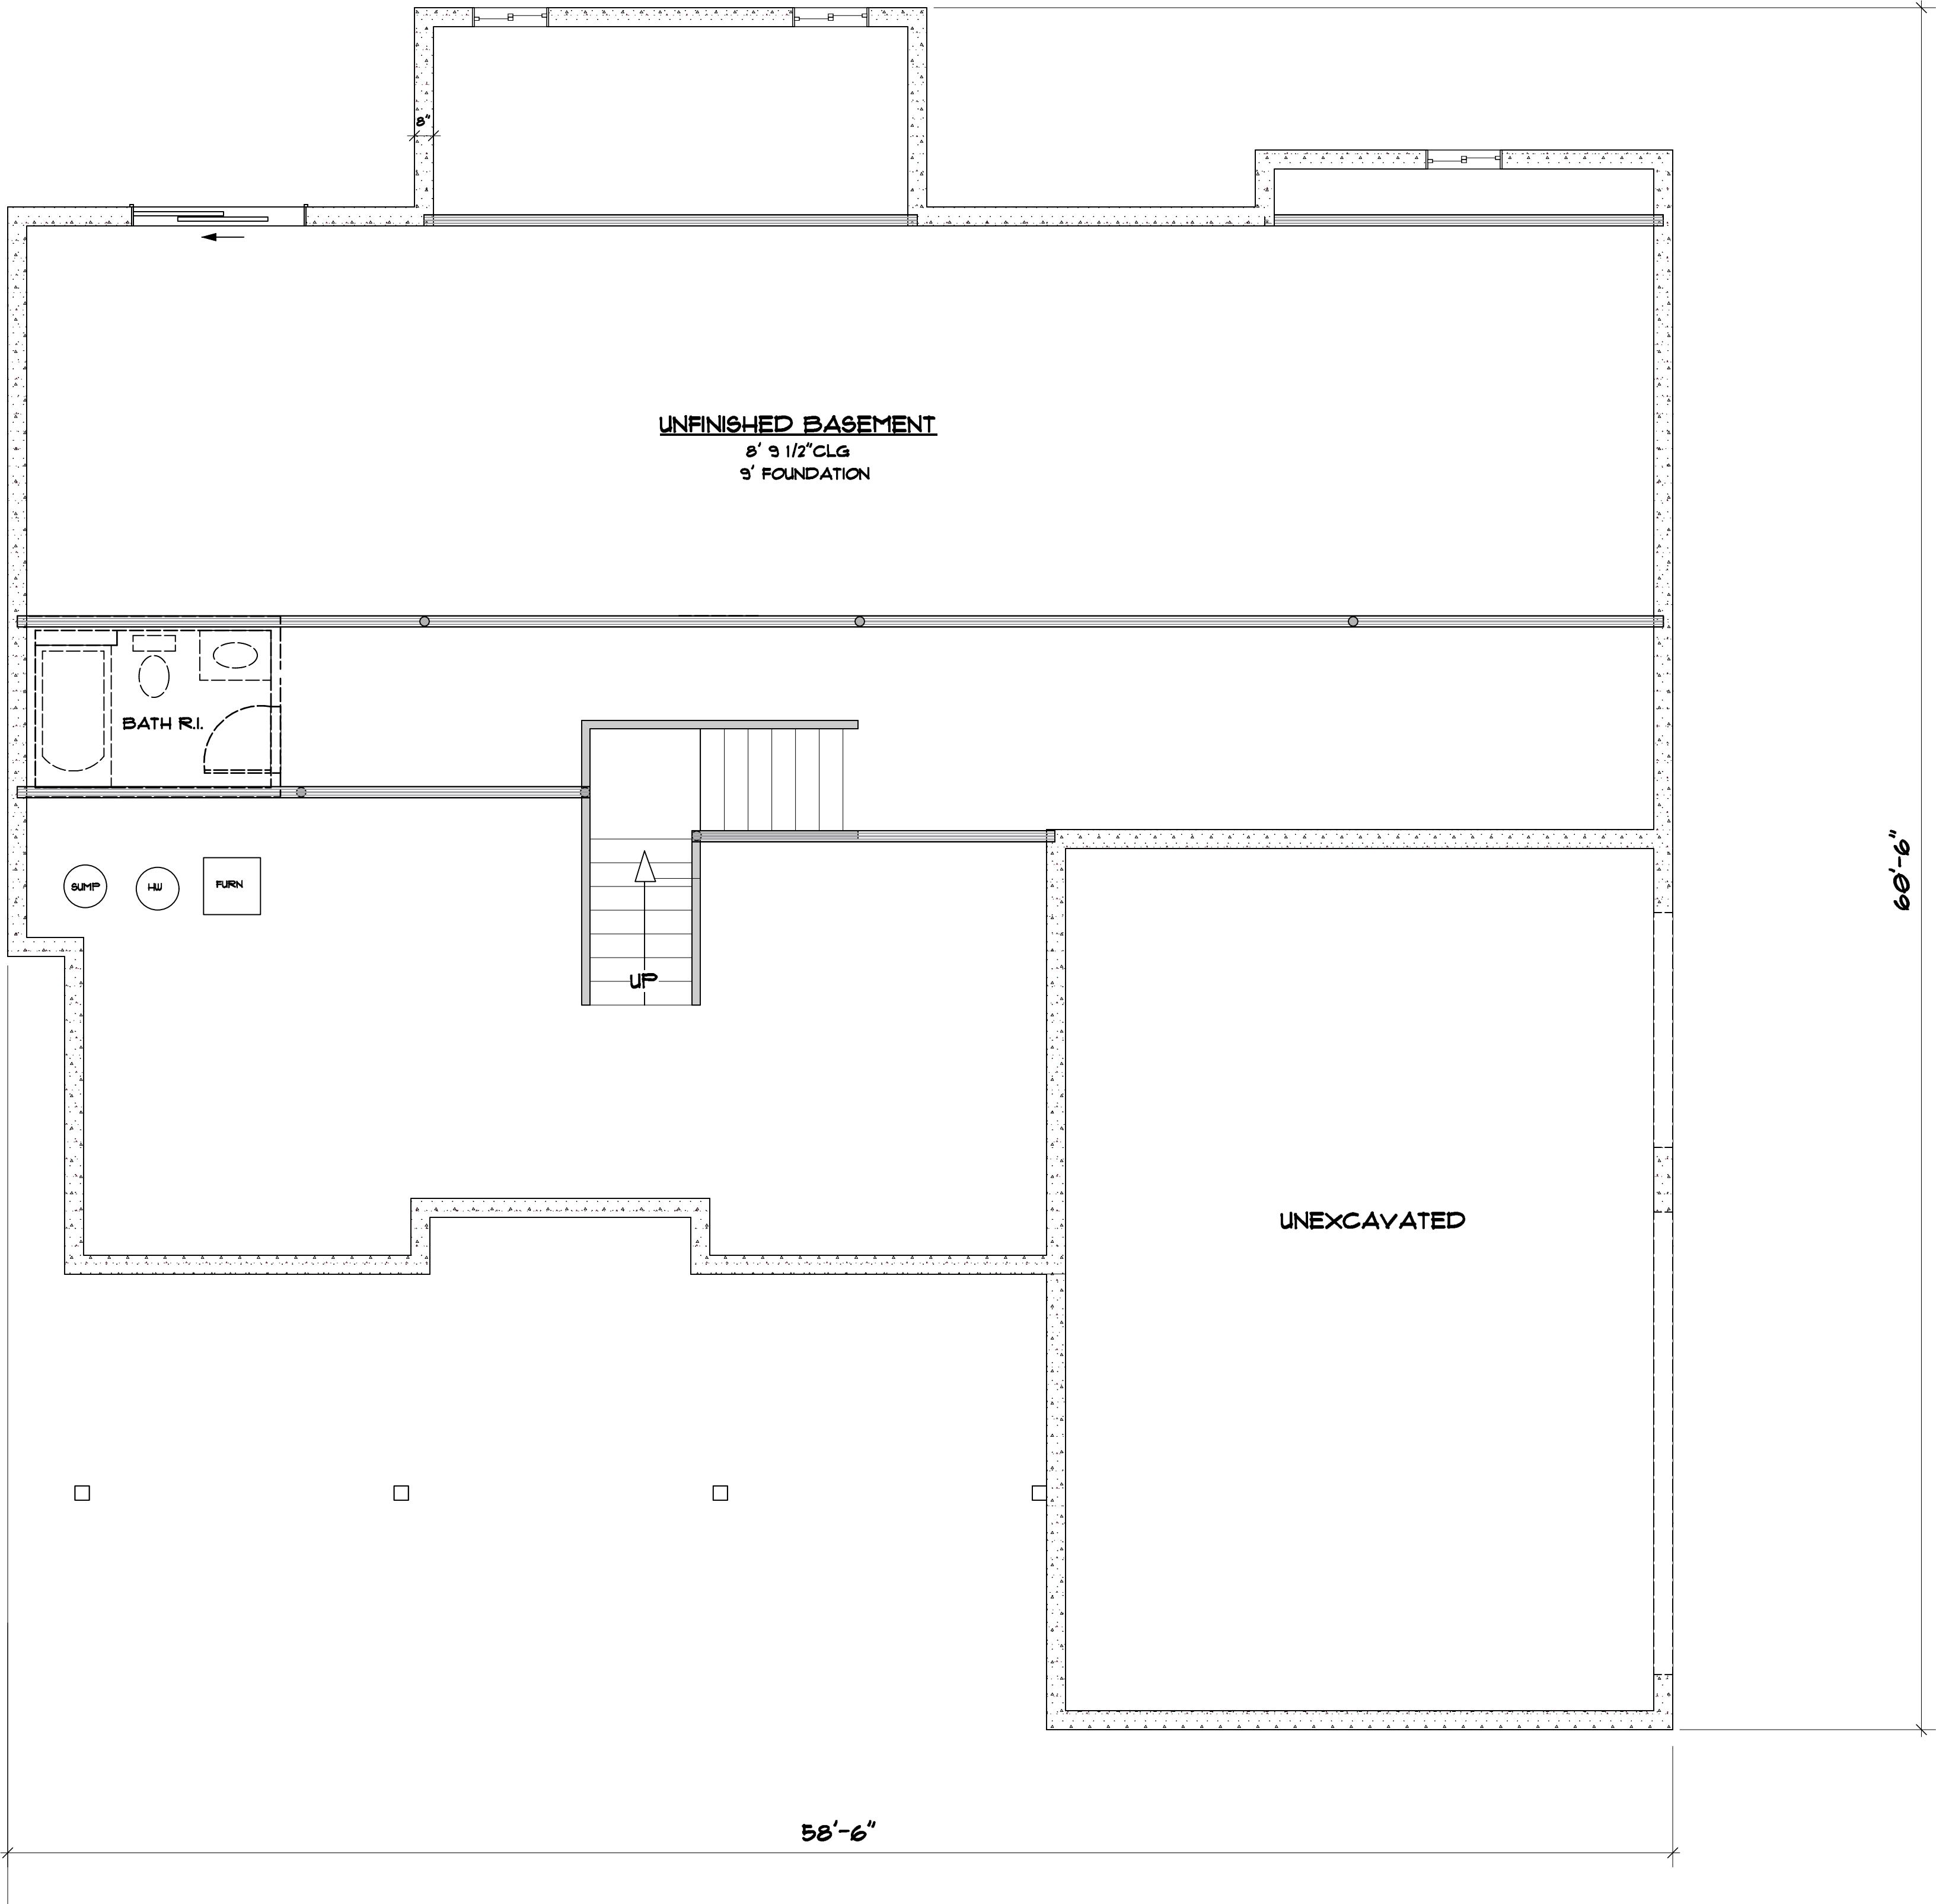 8"
UNFINISHED BASEMENT
8' 9 1/2"CLG
9' FOUNDATION
BATH R.I.
SUMP
HW
FURN
UP
60'-6"
UNEXCAVATED
58'-6"